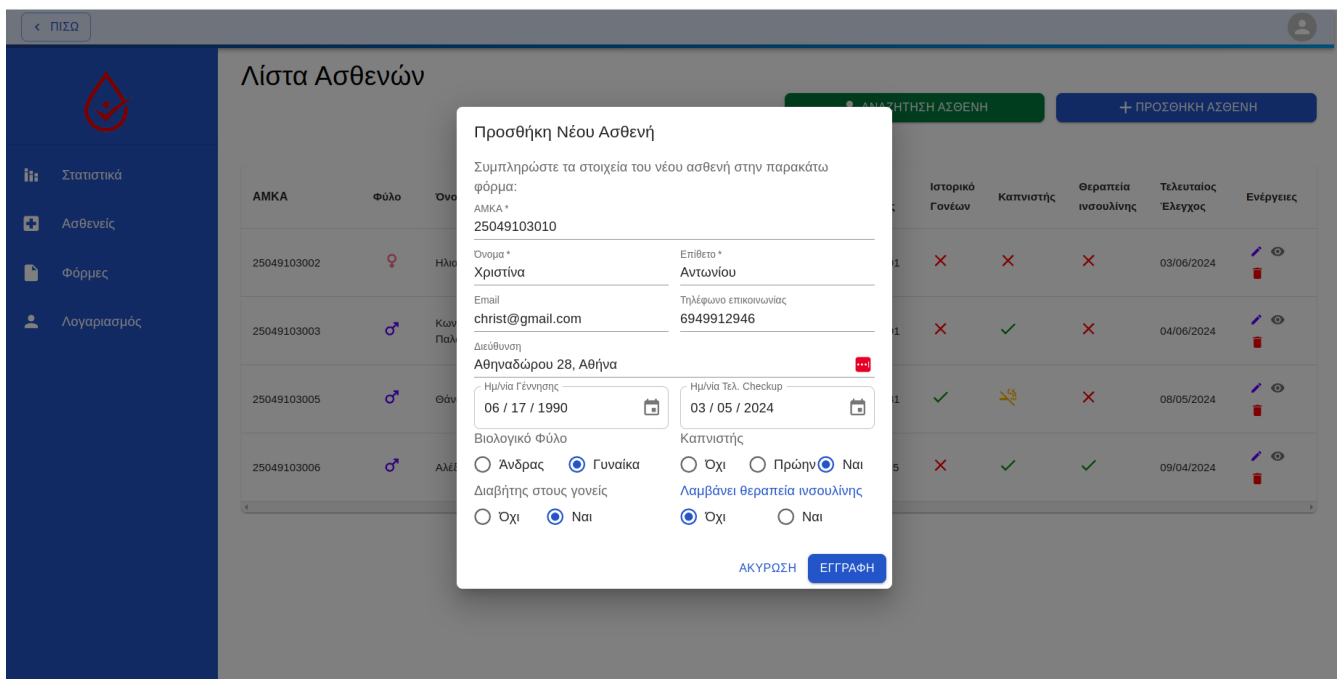 ΠΙΣΩ
Λίστα Ασθενών
ΑΝΑΖΗΤΗΣΗ ΑΣΘΕΝΗ
ΠΡΟΣΘΗΚΗ ΑΣΘΕΝΗ
Στατιστικά
Ασθενείς
Φόρμες
Λογαριασμός
Προσθήκη Νέου Ασθενή
Συμπληρώστε τα στοιχεία του νέου ασθενή στην παρακάτω
φόρμα:
ΑΜΚΑ *
25049103010
Όνομα * Επίθετο *
Χριστίνα Αντωνίου
Email Τηλέφωνο επικοινωνίας
christ@gmail.com 6949912946
Διεύθυνση
Αθηναδώρου 28, Αθήνα
Ημ/νία Γέννησης Ημ/νία Τελ. Checkup
06 / 17 / 1990 03 / 05 / 2024
Βιολογικό Φύλο Καπνιστής
Άνδρας Γυναίκα Όχι Πρώην Ναι
Διαβήτης στους γονείς Λαμβάνει θεραπεία ινσουλίνης
Όχι Ναι Όχι Ναι
ΑΚΥΡΩΣΗ ΕΓΓΡΑΦΗ
ΑΜΚΑ Φύλο Ιστορικό Γονέων Καπνιστής Θεραπεία ινσουλίνης Τελευταίος Έλεγχος Ενέργειες
25049103002 03/06/2024
25049103003 04/06/2024
25049103005 08/05/2024
25049103006 09/04/2024